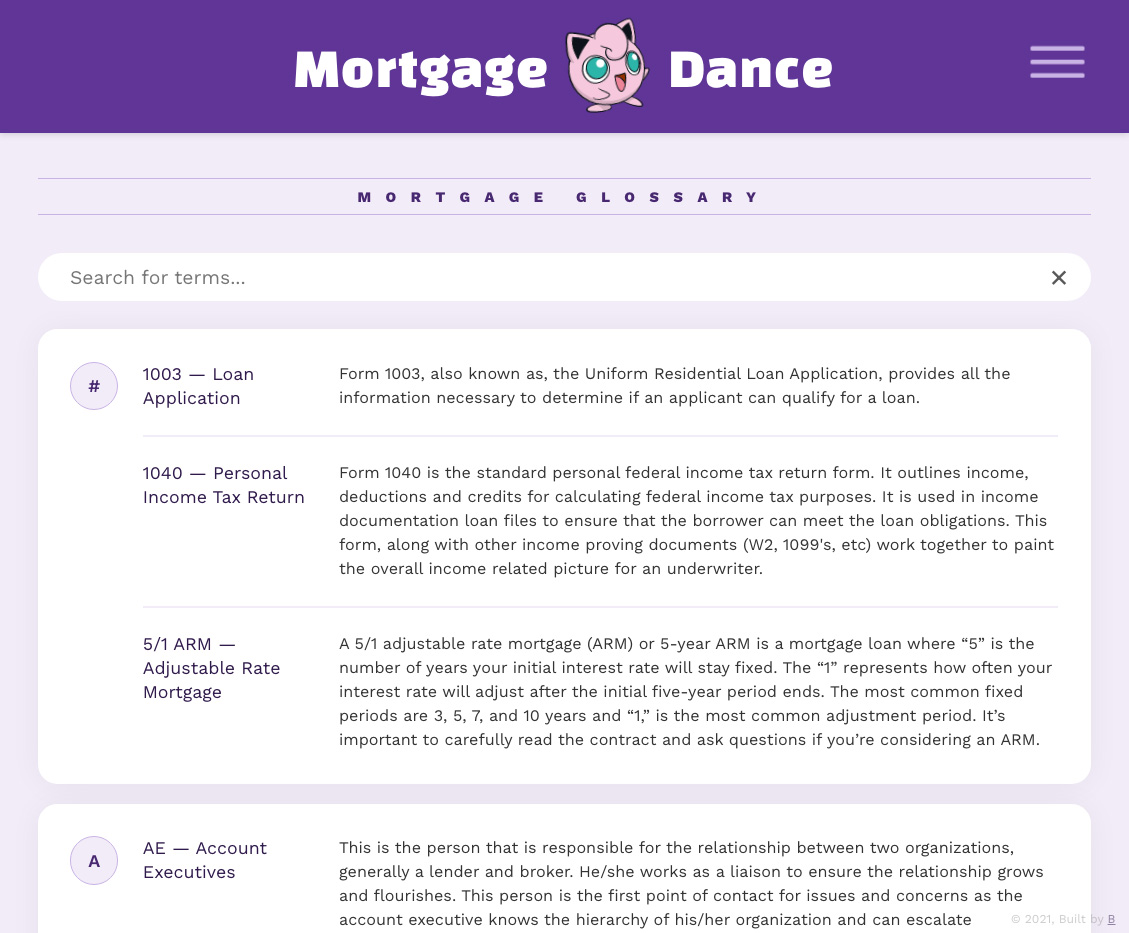 Mortgage Dance
MORTGAGE GLOSSARY
Search for terms...
#
1003 — Loan
Application
Form 1003, also known as, the Uniform Residential Loan Application, provides all the
information necessary to determine if an applicant can qualify for a loan.
1040 — Personal
Income Tax Return
Form 1040 is the standard personal federal income tax return form. It outlines income,
deductions and credits for calculating federal income tax purposes. It is used in income
documentation loan files to ensure that the borrower can meet the loan obligations. This
form, along with other income proving documents (W2, 1099's, etc) work together to paint
the overall income related picture for an underwriter.
5/1 ARM —
Adjustable Rate
Mortgage
A 5/1 adjustable rate mortgage (ARM) or 5-year ARM is a mortgage loan where “5” is the
number of years your initial interest rate will stay fixed. The “1” represents how often your
interest rate will adjust after the initial five-year period ends. The most common fixed
periods are 3, 5, 7, and 10 years and “1,” is the most common adjustment period. It’s
important to carefully read the contract and ask questions if you’re considering an ARM.
A
AE — Account
Executives
This is the person that is responsible for the relationship between two organizations,
generally a lender and broker. He/she works as a liaison to ensure the relationship grows
and flourishes. This person is the first point of contact for issues and concerns as the
account executive knows the hierarchy of his/her organization and can escalate
© 2021, Built by B